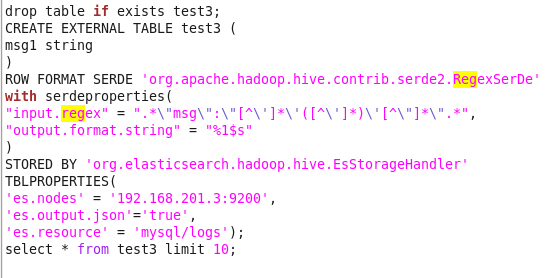 drop table if exists test3;
CREATE EXTERNAL TABLE test3 (
msg1 string
)
ROW FORMAT SERDE 'org.apache.hadoop.hive.contrib.serde2.RegexSerDe'
with serdeproperties(
"input.regex" = ".*\"msg\":\"[^\']*\'([^\']*)\'[^\"]*\".*",
"output.format.string" = "%1$s"
)
STORED BY 'org.elasticsearch.hadoop.hive.EsStorageHandler'
TBLPROPERTIES(
'es.nodes' = '192.168.201.3:9200',
'es.output.json'='true',
'es.resource' = 'mysql/logs');
select * from test3 limit 10;